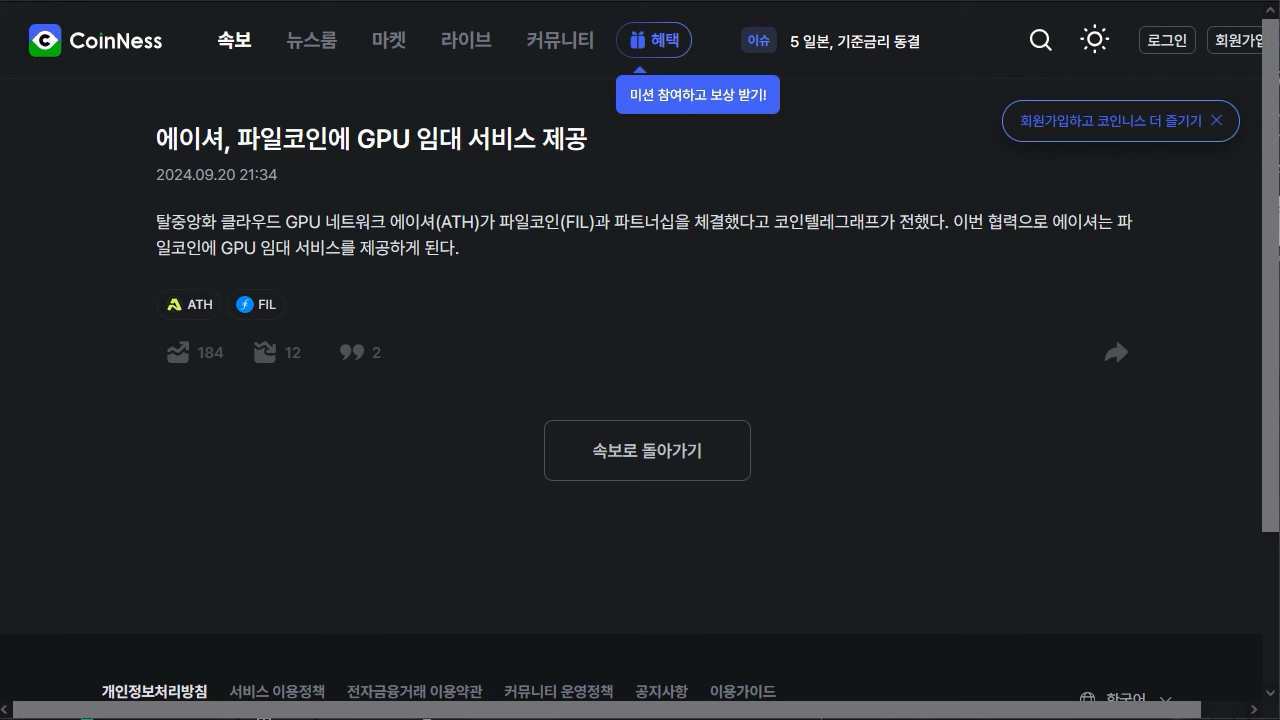 CoinNess 속보 뉴스룸 마켓 라이브 커뮤니티 혜택 이슈 5 일본, 기준금리 동결 로그인 회원가입
미션 참여하고 보상 받기!
회원가입하고 코인니스 더 즐기기
에이셔, 파일코인에 GPU 임대 서비스 제공
2024.09.20 21:34
탈중앙화 클라우드 GPU 네트워크 에이셔(ATH)가 파일코인(FIL)과 파트너십을 체결했다고 코인텔레그래프가 전했다. 이번 협력으로 에이셔는 파
일코인에 GPU 임대 서비스를 제공하게 된다.
ATH FIL
184 12 2
속보로 돌아가기
개인정보처리방침 서비스 이용정책 전자금융거래 이용약관 커뮤니티 운영정책 공지사항 이용가이드
한국어